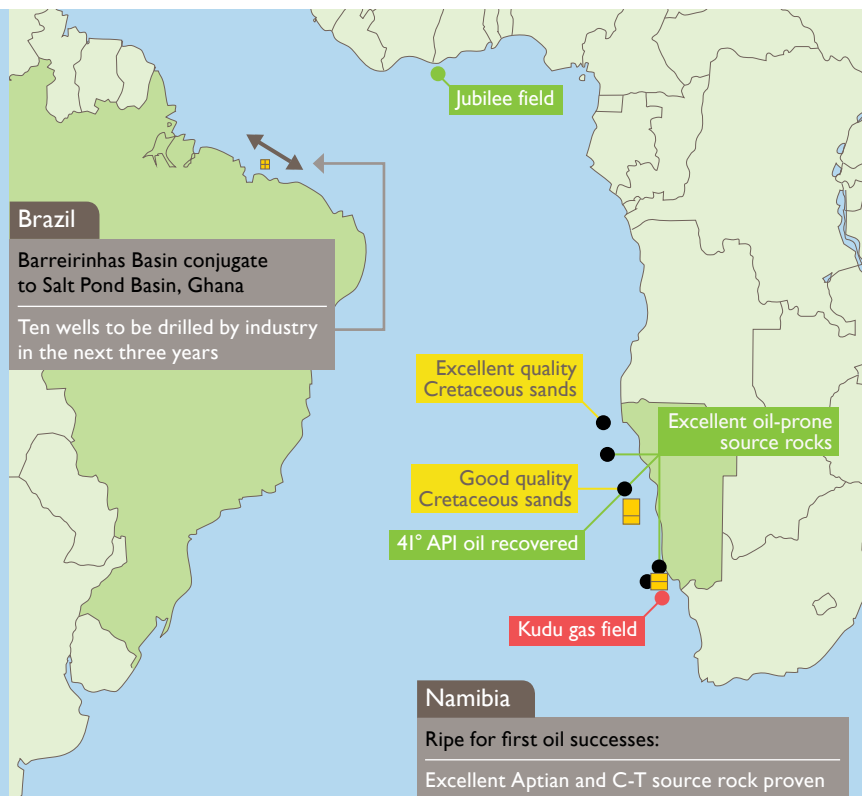 Jubilee field
Brazil
Barreirinhas Basin conjugate
to Salt Pond Basin, Ghana
Ten wells to be drilled by industry
in the next three years
Excellent quality
Cretaceous sands
Excellent oil-prone
source rocks
Good quality
Cretaceous sands
41° API oil recovered
Kudu gas field
Namibia
Ripe for first oil successes:
Excellent Aptian and C-T source rock proven